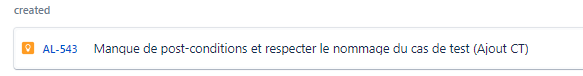 created
AL-543 Manque de post-conditions et respecter le nommage du cas de test (Ajout CT)